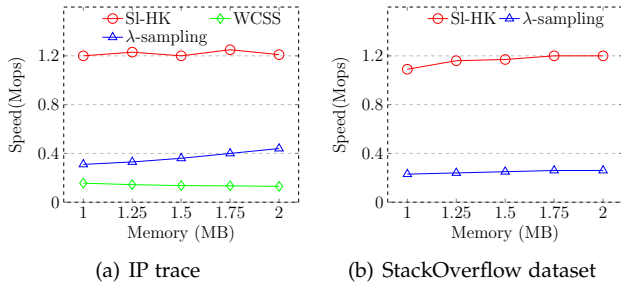 Sl-HK
WCSS
λ-sampling
1.2
0.8
0.4
0
Speed(Mops)
1 1.25 1.5 1.75 2
Memory (MB)
(a) IP trace
Sl-HK
λ-sampling
1.2
0.8
0.4
0
Speed(Mops)
1 1.25 1.5 1.75 2
Memory (MB)
(b) StackOverflow dataset